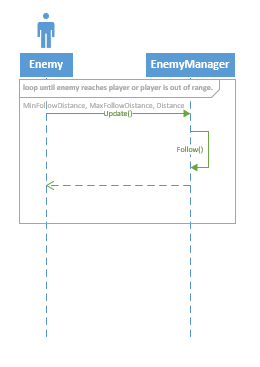 Enemy
EnemyManager
loop until enemy reaches player or player is out of range.
MinFollowDistance, MaxFollowDistance, Distance
Update()
Follow()